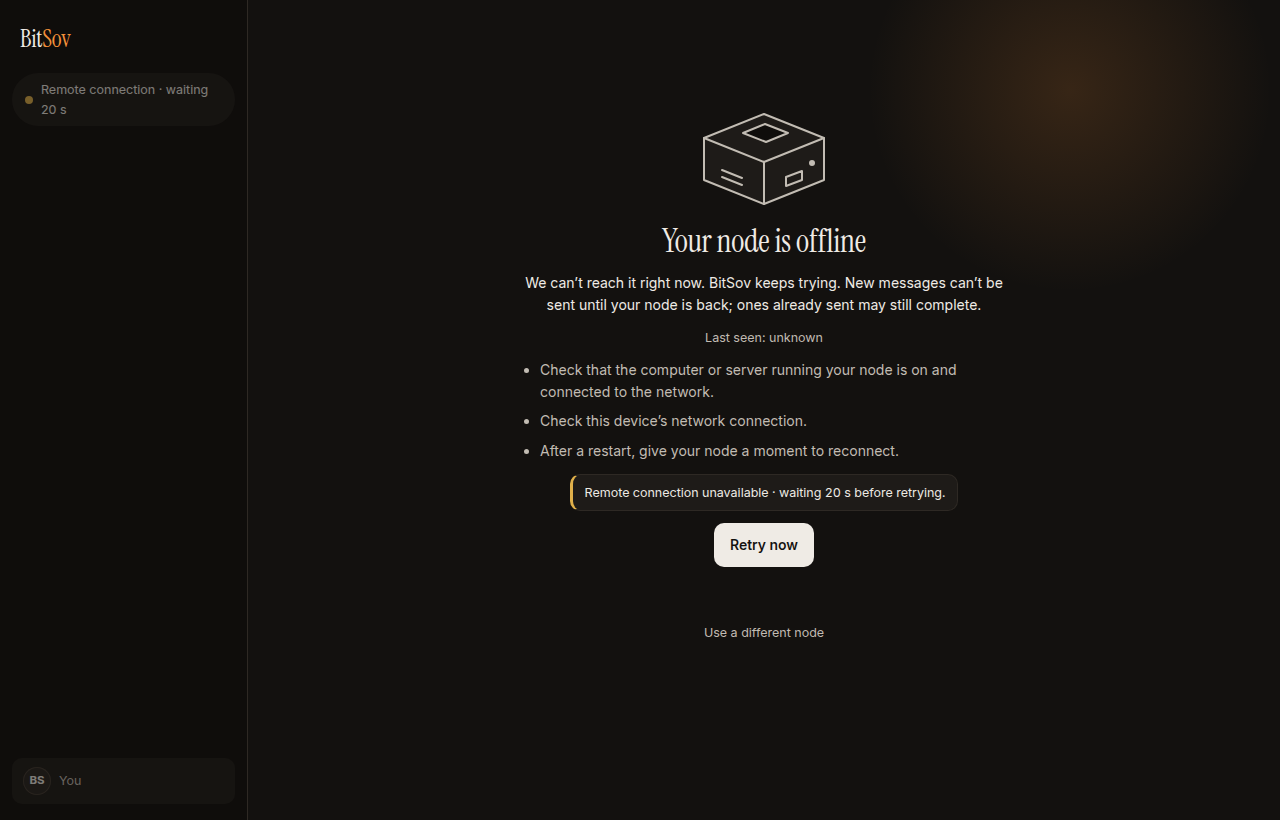 BitSov
Remote connection · waiting
20 s
Your node is offline
We can’t reach it right now. BitSov keeps trying. New messages can’t be
sent until your node is back; ones already sent may still complete.
Last seen: unknown
• Check that the computer or server running your node is on and
connected to the network.
• Check this device’s network connection.
• After a restart, give your node a moment to reconnect.
Remote connection unavailable · waiting 20 s before retrying.
Retry now
Use a different node
BS You